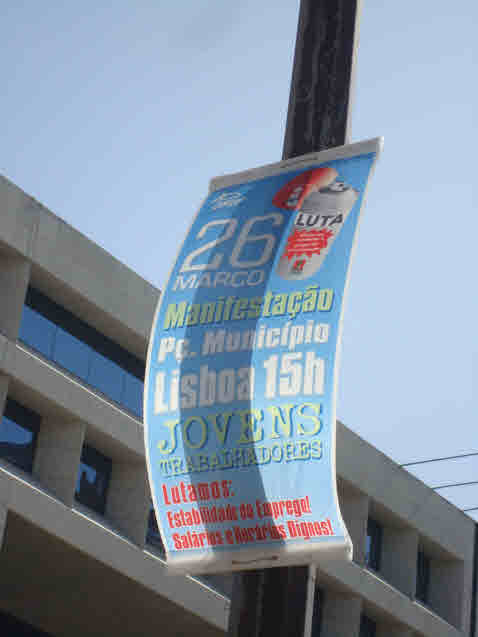 26
MARÇO
LUTA
Manifestação
Pç. Município
Lisboa 15h
JOVENS
TRABALHADORES
Lutamos:
Estabilidade do Emprego!
Salários e Horários Dignos!